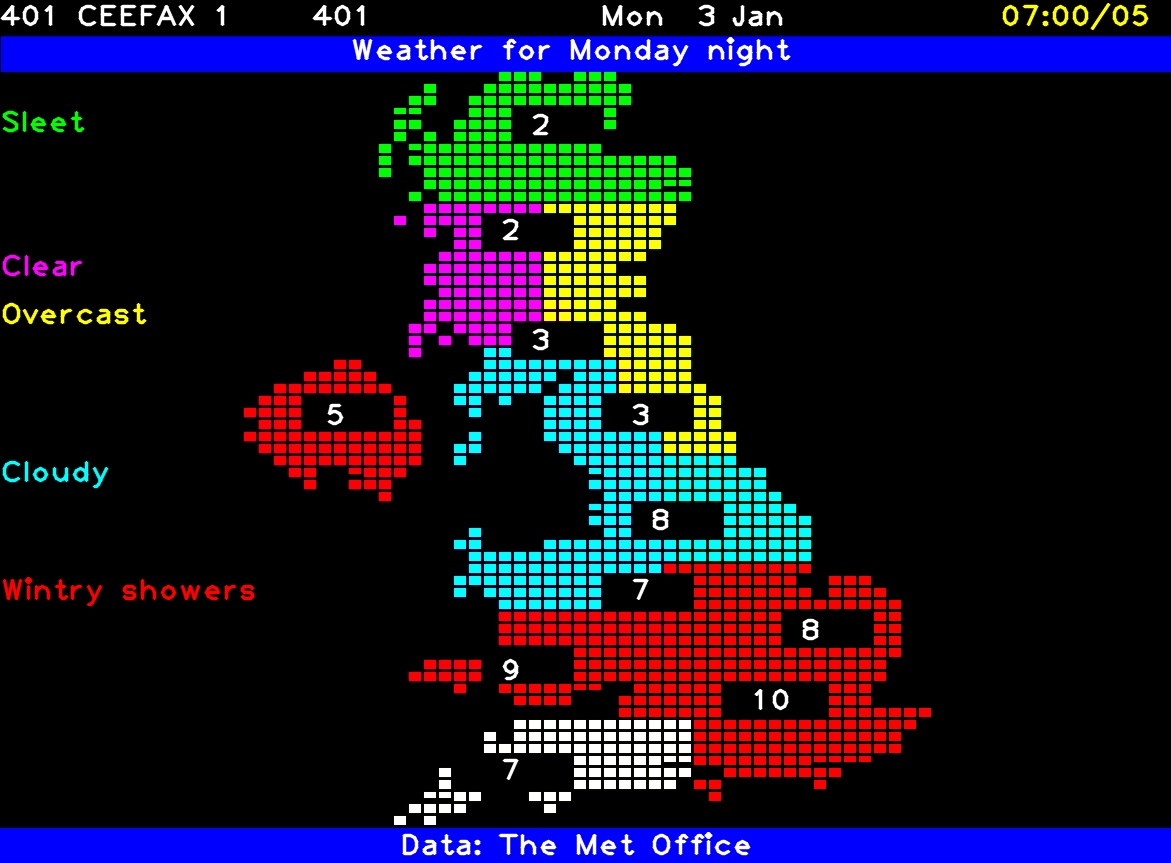 401 CEEFAX 1 401 Mon 3 Jan 07:00/05
Weather for Monday night
Sleet
2
2
Clear
Overcast
3
5
3
Cloudy
8
Wintry showers
7
8
9
10
7
Data: The Met Office